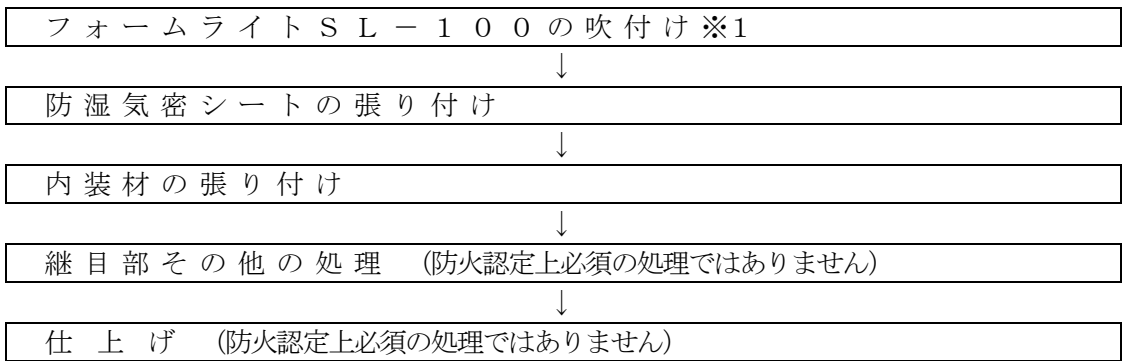 フォームライトSL－100の吹付け※1
↓
防湿気密シートの張り付け
↓
内装材の張り付け
↓
継目部その他の処理 (防火認定上必須の処理ではありません)
↓
仕上げ (防火認定上必須の処理ではありません)